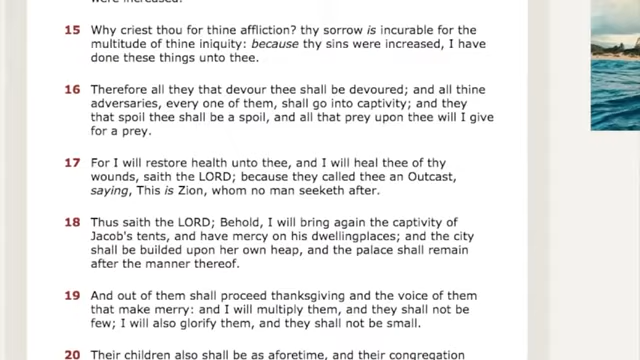 were increased.
15 Why criest thou for thine affliction? thy sorrow is incurable for the
multitude of thine iniquity: because thy sins were increased, I have
done these things unto thee.
16 Therefore all they that devour thee shall be devoured; and all thine
adversaries, every one of them, shall go into captivity; and they
that spoil thee shall be a spoil, and all that prey upon thee will I give
for a prey.
17 For I will restore health unto thee, and I will heal thee of thy
wounds, saith the LORD; because they called thee an Outcast,
saying, This is Zion, whom no man seeketh after.
18 Thus saith the LORD; Behold, I will bring again the captivity of
Jacob's tents, and have mercy on his dwellingplaces; and the city
shall be builded upon her own heap, and the palace shall remain
after the manner thereof.
19 And out of them shall proceed thanksgiving and the voice of them
that make merry: and I will multiply them, and they shall not be
few; I will also glorify them, and they shall not be small.
20 Their children also shall be as aforetime, and their congregation